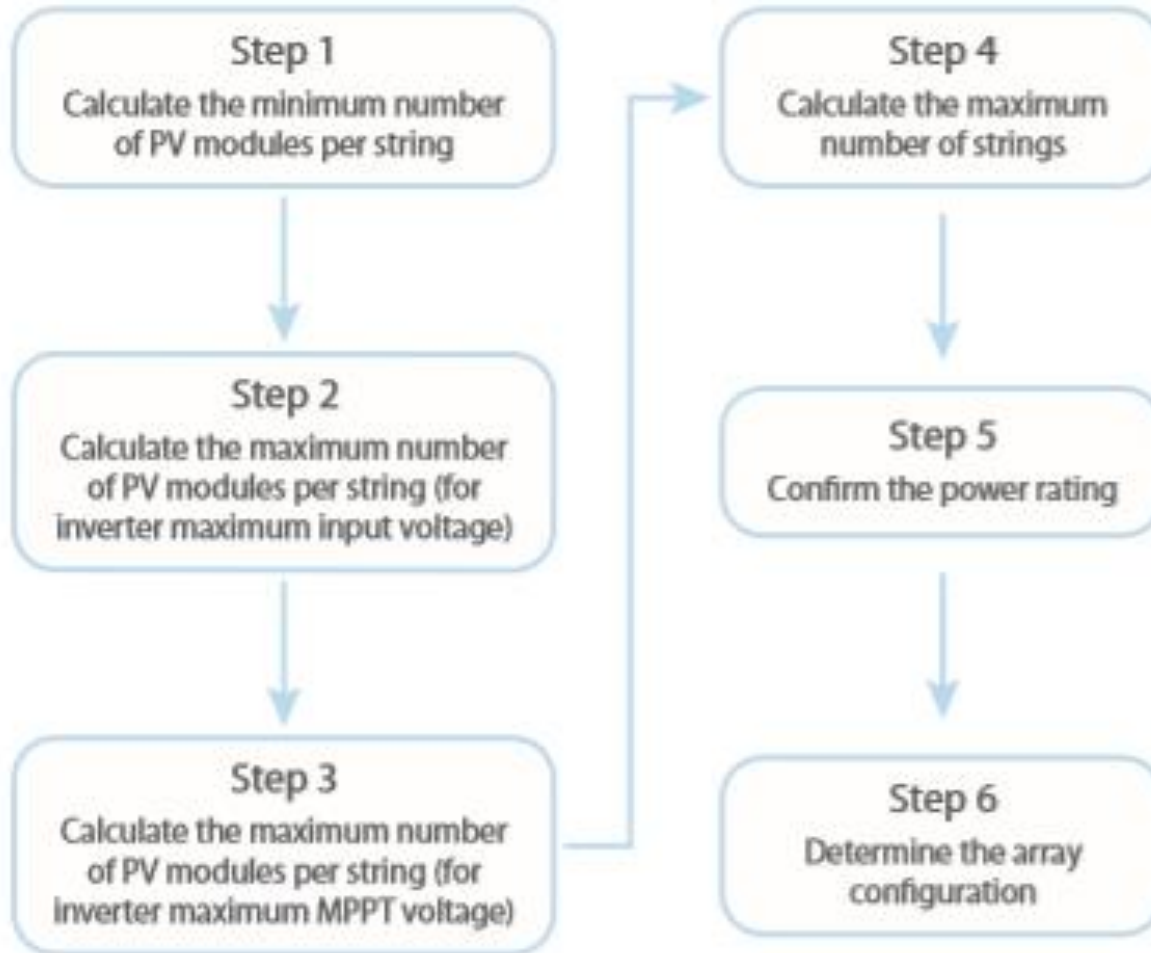 Step 1
Calculate the minimum number
of PV modules per string
Step 2
Calculate the maximum number
of PV modules per string (for
inverter maximum input voltage)
Step 3
Calculate the maximum number
of PV modules per string (for
inverter maximum MPPT voltage)
Step 4
Calculate the maximum
number of strings
Step 5
Confirm the power rating
Step 6
Determine the array
configuration